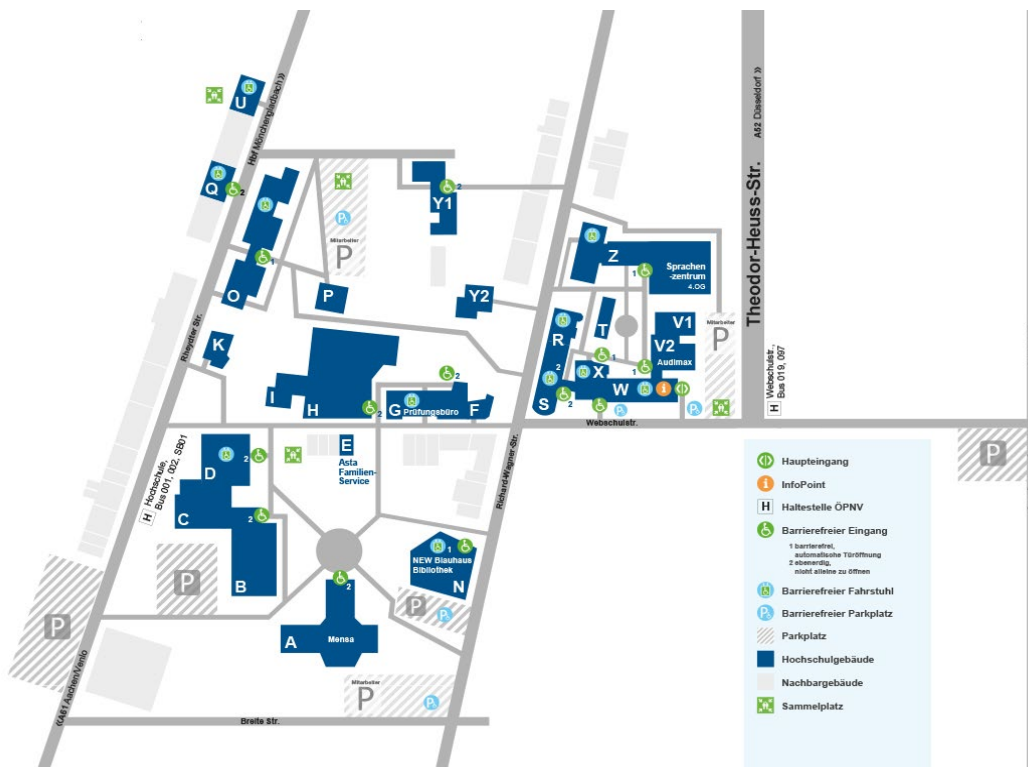 U
Hbf Mönchengladbach »
A52 Düsseldorf »
Theodor-Heuss-Str.
Q
2
Y1
2
Mitarbeiter
P
1
O
P
Y2
Z
Sprachen
-zentrum
4.OG
1
Rheydter Str.
K
R
T
V1
V2
Audimax
Mitarbeiter
P
2
1
1
X
W
S
2
I
H
2
G
Prüfungsbüro
F
2
Webschulstr.
H
Webschulstr.,
Bus 019, 097
P
H
Hochschule,
Bus 001, 002, SB01
D
2
E
Asta
Familien-
Service
Richard-Wagner-Str.
C
2
B
P
P
1
NEW Blauhaus
Bibliothek
N
P
2
A
Mensa
Mitarbeiter
P
«A61 Aachen/Venlo
Breite Str.
Haupteingang
i
InfoPoint
H
Haltestelle ÖPNV
Barrierefreier Eingang
1 barrierefrei,
automatische Türöffnung
2 ebenerdig,
nicht alleine zu öffnen
Barrierefreier Fahrstuhl
Barrierefreier Parkplatz
Parkplatz
Hochschulgebäude
Nachbargebäude
Sammelplatz